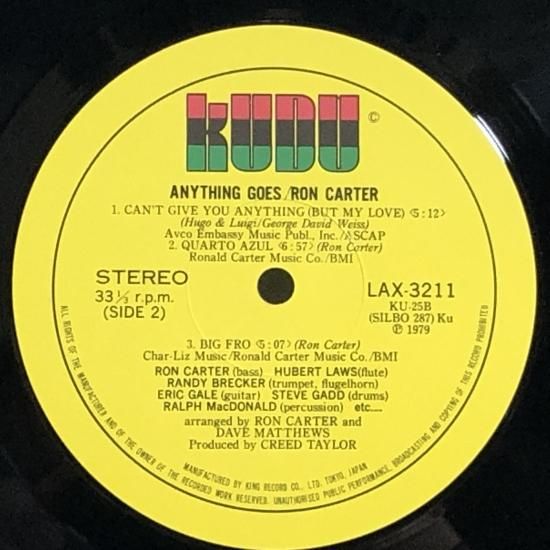 KUDU ©
ANYTHING GOES/RON CARTER
1. CAN'T GIVE YOU ANYTHING (BUT MY LOVE) <5:12>
(Hugo & Luigi/George David Weiss)
Avco Embassy Music Publ., Inc./ASCAP
2. QUARTO AZUL <6:57> (Ron Carter)
Ronald Carter Music Co./BMI
STEREO
33⅓ r.p.m.
(SIDE 2)
LAX-3211
KU-25B
(SILBO 287) Ku
Ⓟ 1979
3. BIG FRO <5:07> (Ron Carter)
Char-Liz Music/Ronald Carter Music Co./BMI
RON CARTER (bass) HUBERT LAWS(flute)
RANDY BRECKER (trumpet, flugelhorn)
ERIC GALE (guitar) STEVE GADD (drums)
RALPH MacDONALD (percussion) etc.....
arranged by RON CARTER and
DAVE MATTHEWS
Produced by CREED TAYLOR
MANUFACTURED BY KING RECORD CO., LTD. TOKYO, JAPAN
ALL RIGHTS OF THE MANUFACTURER AND OF THE OWNER OF THE RECORDED WORK RESERVED. UNAUTHORISED PUBLIC PERFORMANCE, BROADCASTING AND COPYING OF THIS RECORD PROHIBITED